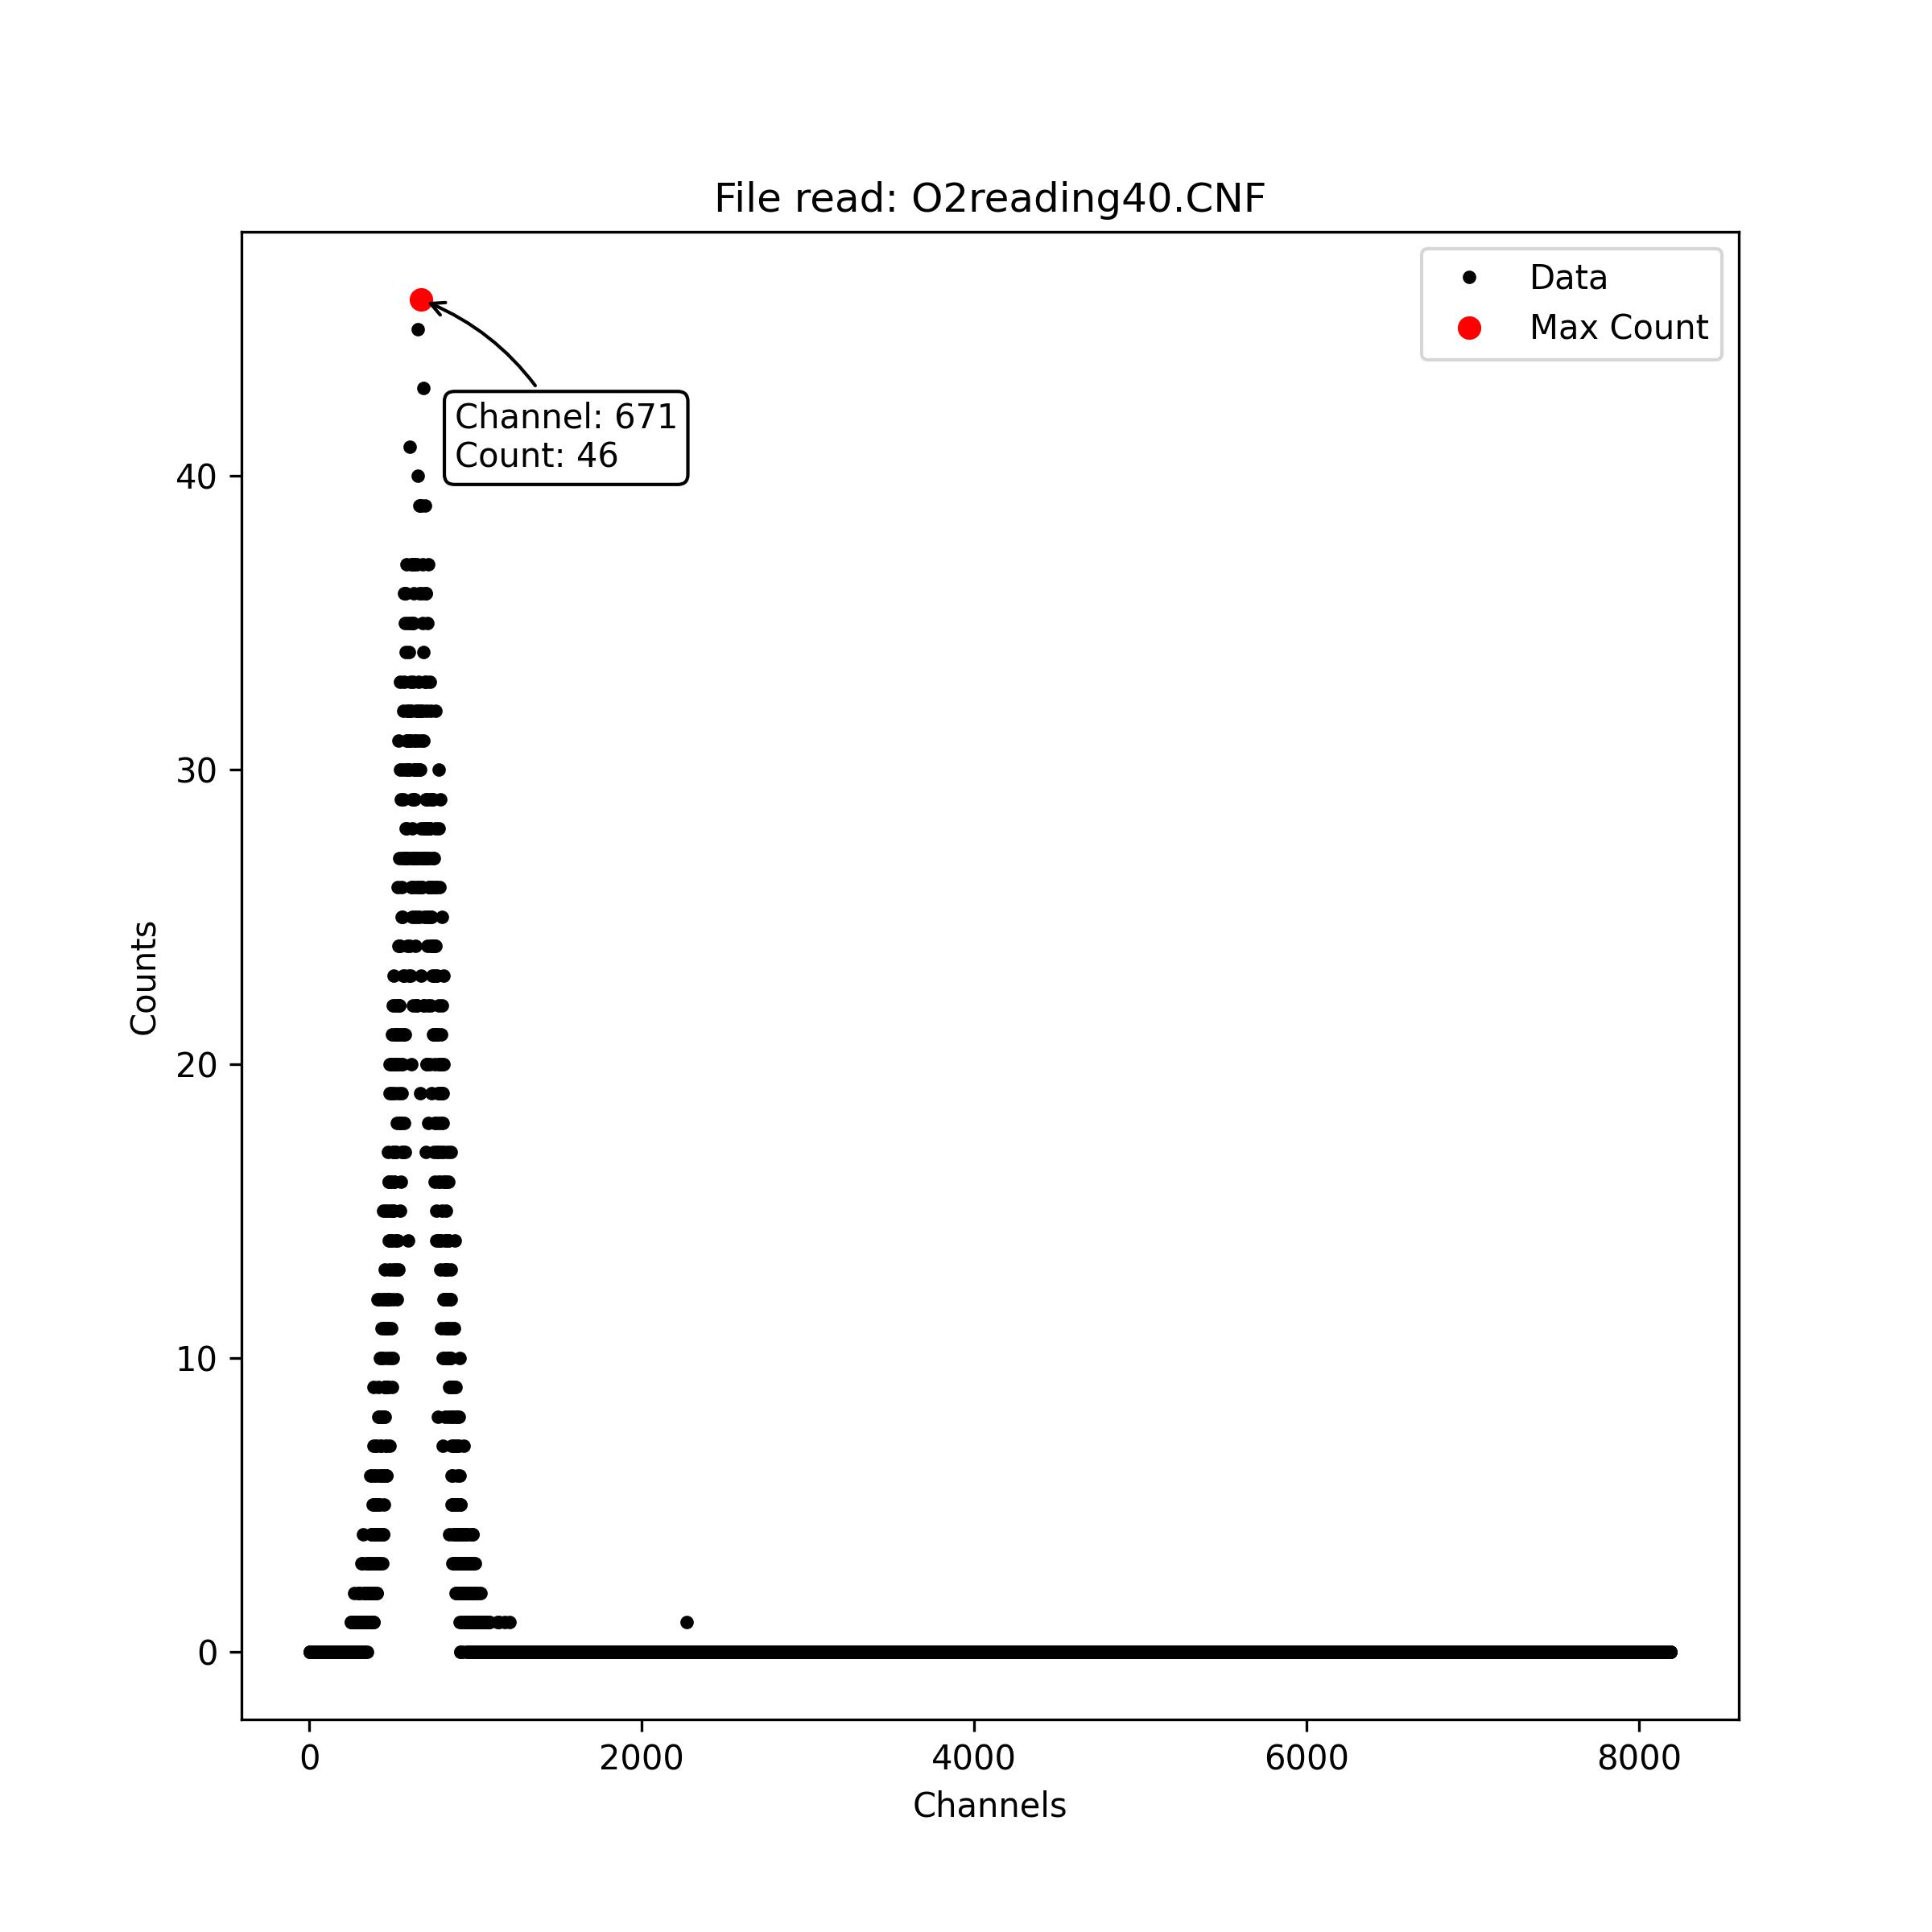 File read: O2reading40.CNF
Data
Max Count
Channel: 671
Count: 46
Counts
40
30
20
10
0
0
2000
4000
6000
8000
Channels